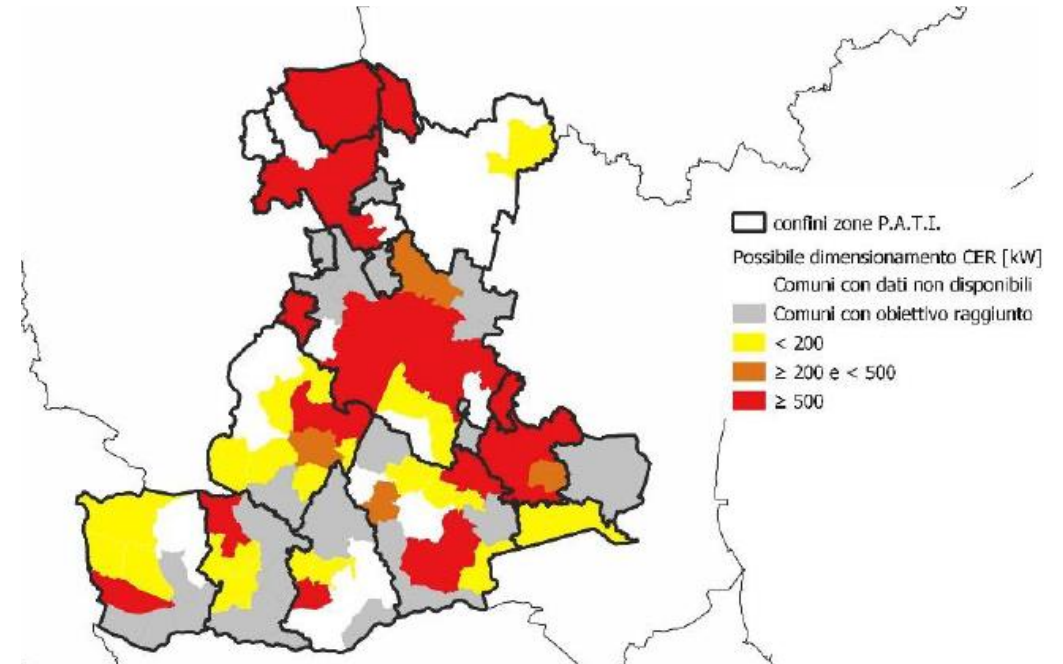 confini zone P.A.T.I.
Possibile dimensionamento CER [kW]
Comuni con dati non disponibili
Comuni con obiettivo raggiunto
< 200
≥ 200 e < 500
≥ 500